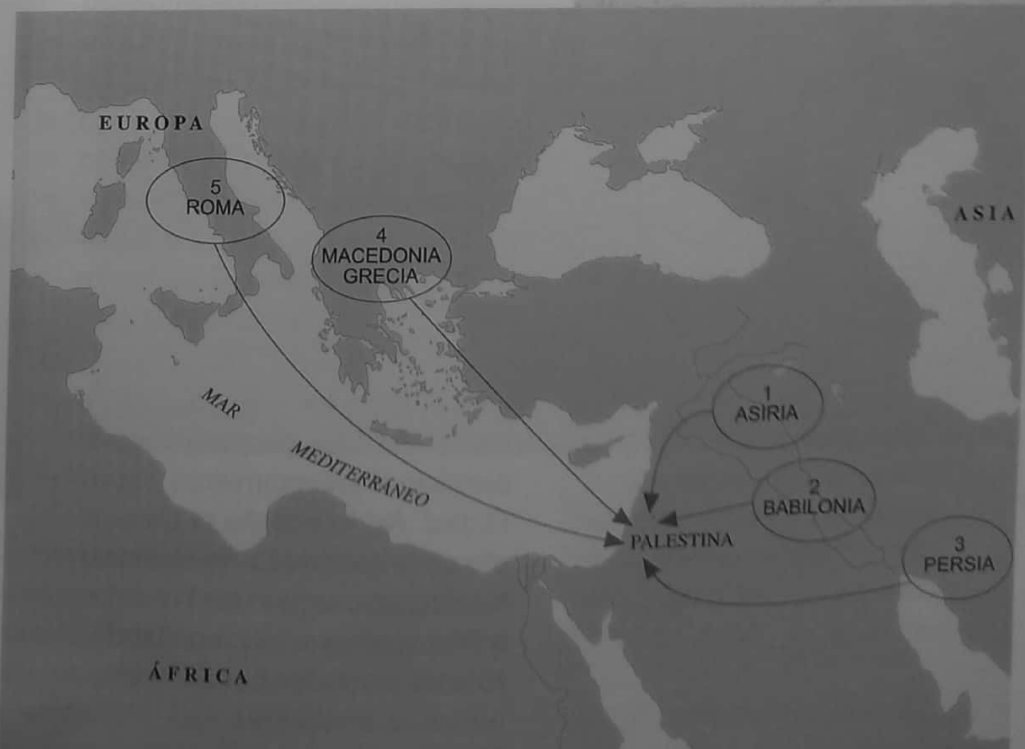 EUROPA
5
ROMA
4
MACEDONIA
GRECIA
ASIA
MAR
MEDITERRÁNEO
1
ASIRIA
2
BABILONIA
3
PERSIA
PALESTINA
ÁFRICA